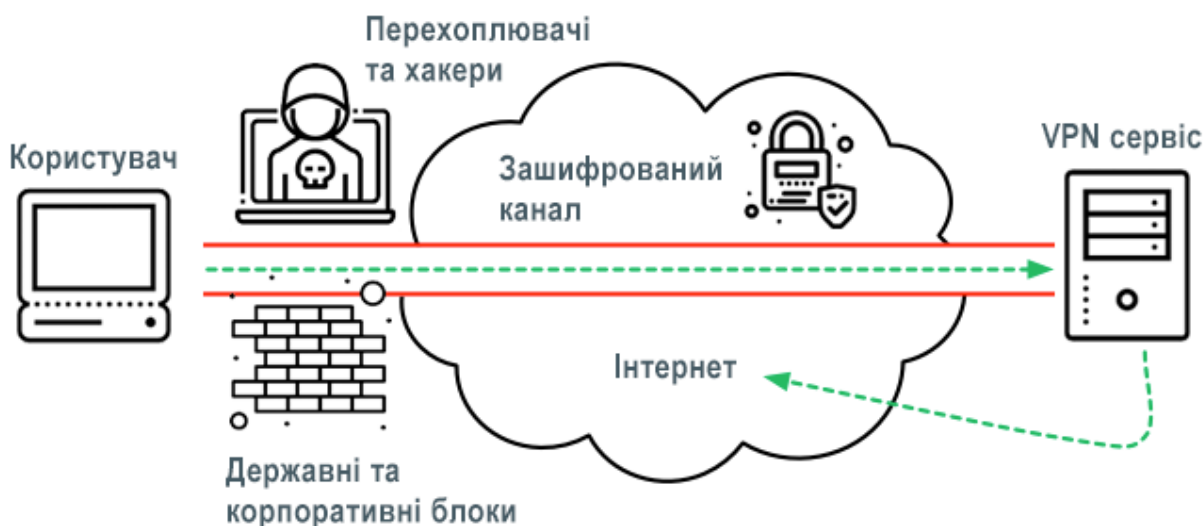 Перехоплювачі
та хакери
Користувач
Зашифрований
канал
VPN сервіс
Інтернет
Державні та
корпоративні блоки